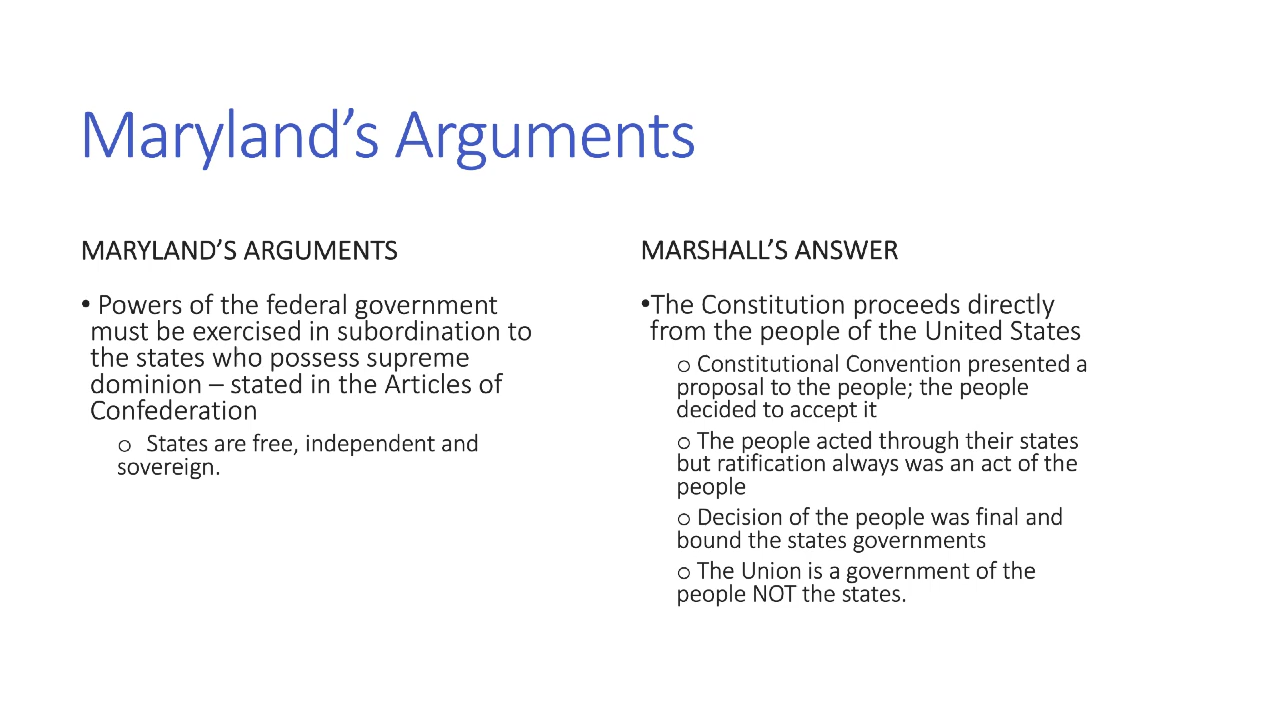 Maryland’s Arguments
MARYLAND’S ARGUMENTS
• Powers of the federal government
must be exercised in subordination to
the states who possess supreme
dominion – stated in the Articles of
Confederation
o States are free, independent and
sovereign.
MARSHALL’S ANSWER
•The Constitution proceeds directly
from the people of the United States
o Constitutional Convention presented a
proposal to the people; the people
decided to accept it
o The people acted through their states
but ratification always was an act of the
people
o Decision of the people was final and
bound the states governments
o The Union is a government of the
people NOT the states.